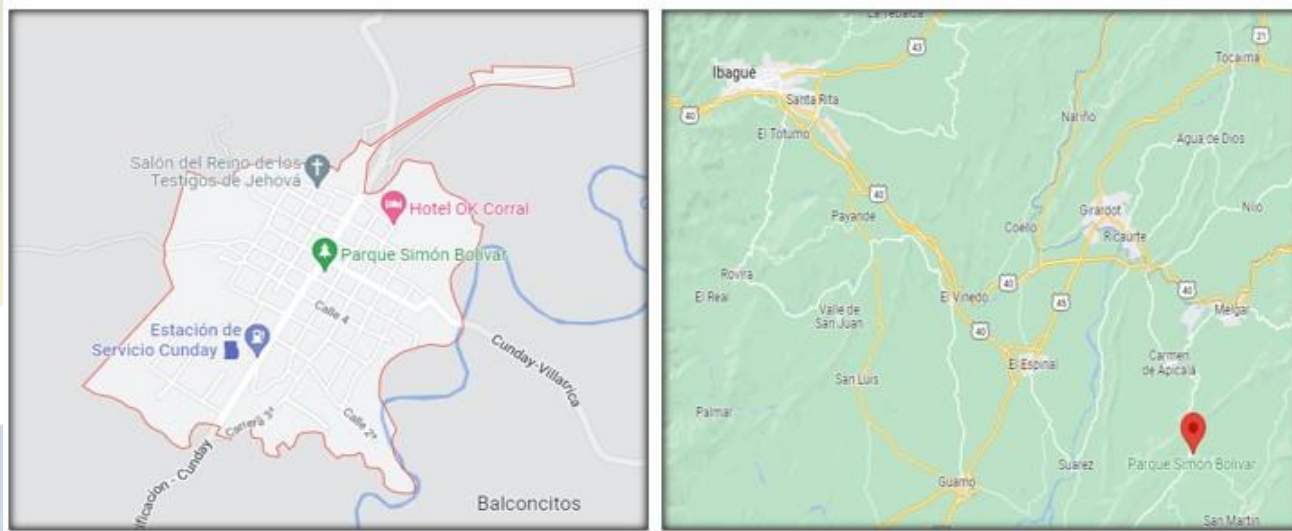 Salón del Reino de los
Testigos de Jehová
Hotel OK Corral
Parque Simón Bolívar
Calle 4
Estación de
Servicio Cunday
Cunday-Villarrica
Carrera 3ª
Calle 2ª
Cunday
Balconcitos
43
21
Tocaima
Ibagué
Santa Rita
40
El Totumo
Nariño
Agua de Dios
40
Payande
Girardot
Nilo
Coello
Ricaurte
Rovira
40
El Real
El Vinedo
45
40
Valle de
San Juan
40
Melgar
El Espinal
Carmen
de Apicalá
San Luis
Palmar
Suarez
Parque Simón Bolívar
Guamo
San Martin